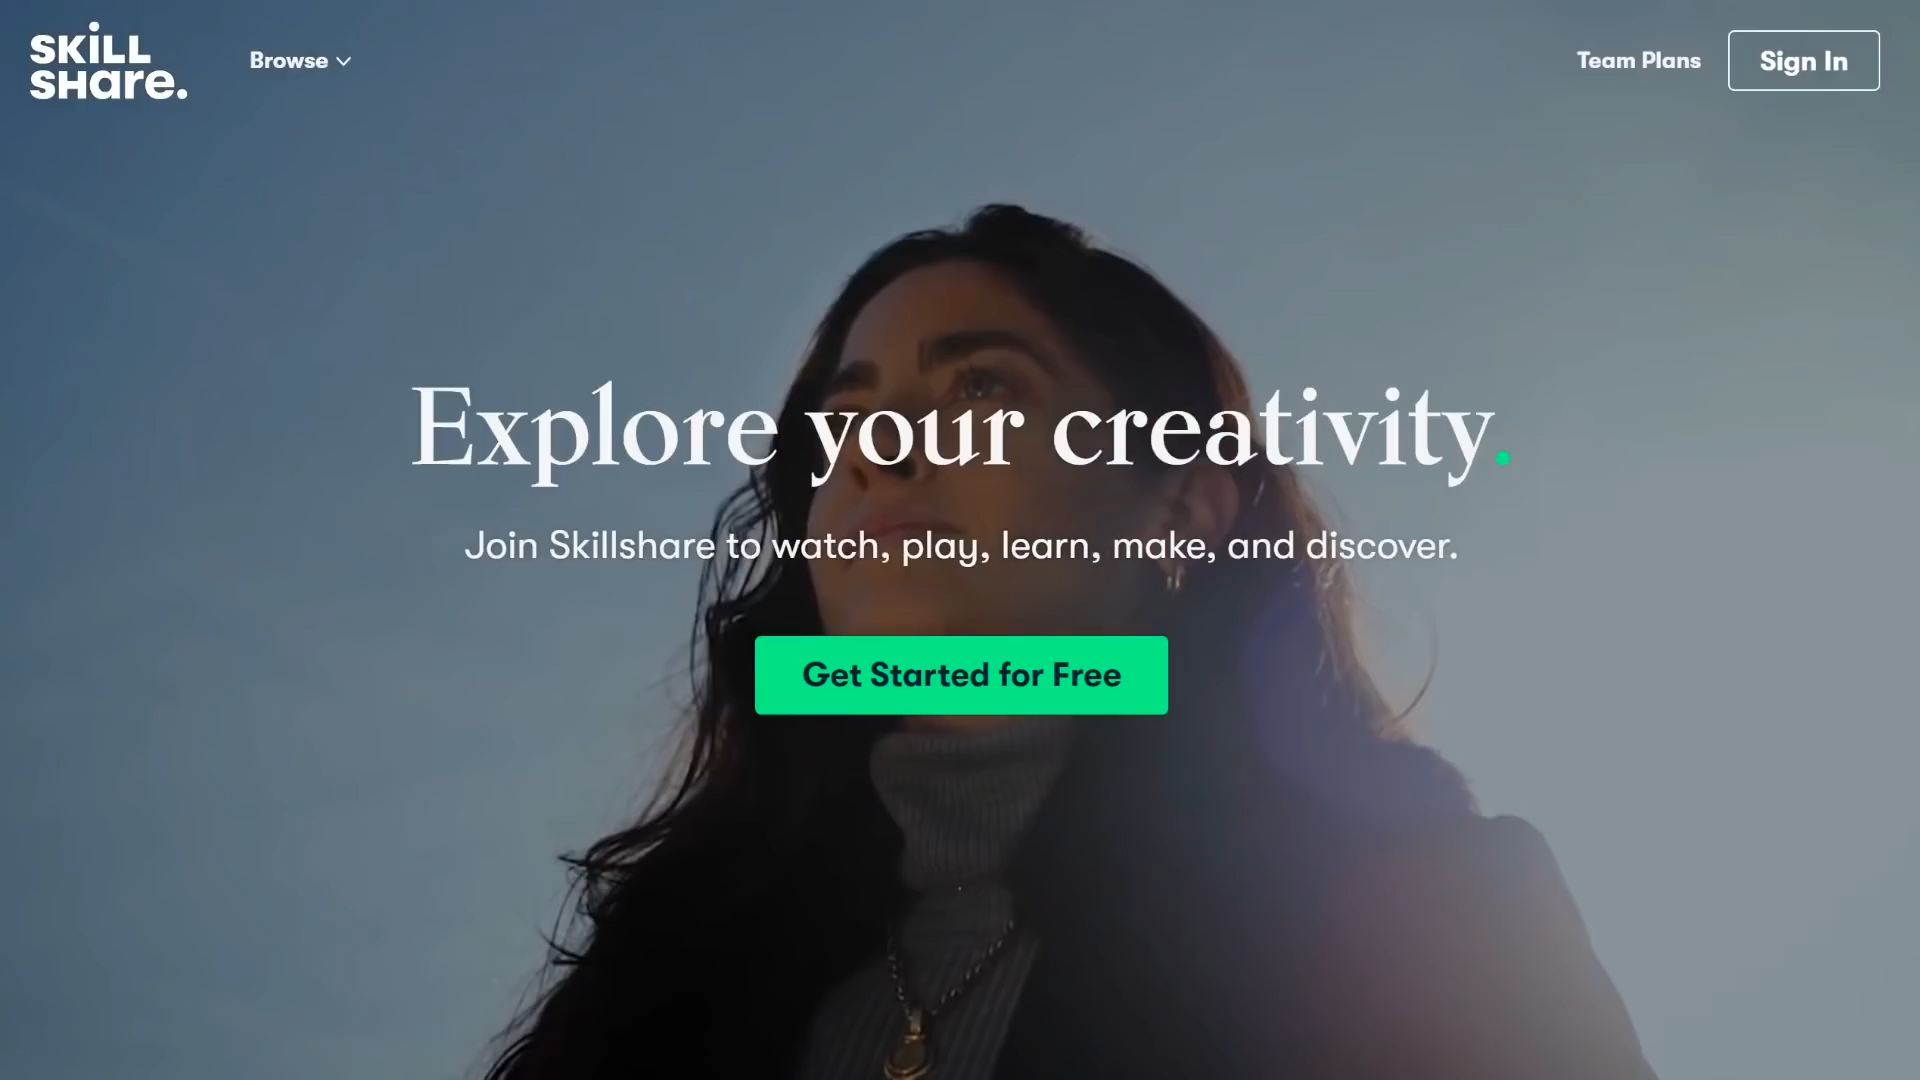 SKiLL
SHare.
Browse
Team Plans
Sign In
Explore your creativity.
Join Skillshare to watch, play, learn, make, and discover.
Get Started for Free